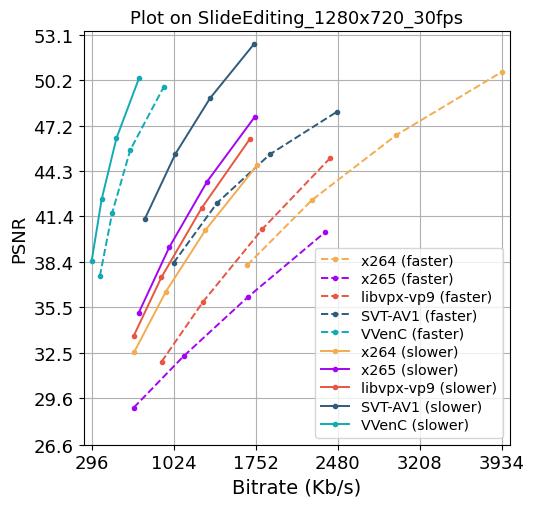 Plot on SlideEditing_1280x720_30fps
53.1
50.2
47.2
44.3
41.4
38.4
35.5
32.5
29.6
26.6
PSNR
x264 (faster)
x265 (faster)
libvpx-vp9 (faster)
SVT-AV1 (faster)
VVenC (faster)
x264 (slower)
x265 (slower)
libvpx-vp9 (slower)
SVT-AV1 (slower)
VVenC (slower)
296 1024 1752 2480 3208 3934
Bitrate (Kb/s)